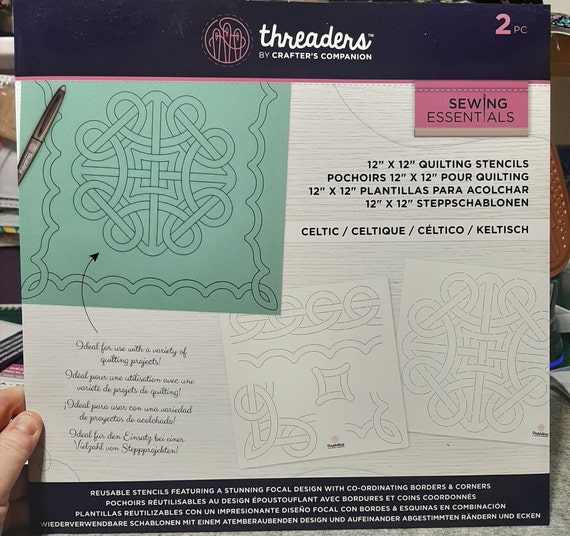 threaders™
BY CRAFTER'S COMPANION
2 PC
SEWING
ESSENTIALS
12" X 12" QUILTING STENCILS
POCHOIRS 12" X 12" POUR QUILTING
12" X 12" PLANTILLAS PARA ACOLCHAR
12" X 12" STEPPSCHABLONEN
CELTIC / CELTIQUE / CÉLTICO / KELTISCH
Ideal for use with a variety of
quilting projects!
Ideal pour une utilisation avec une
variété de projets de quilting!
¡Ideal para usar con una variedad
de proyectos de acolchado!
Ideal für den Einsatz bei einer
Vielzahl von Steppprojekten!
threaders
threaders
REUSABLE STENCILS FEATURING A STUNNING FOCAL DESIGN WITH CO-ORDINATING BORDERS & CORNERS
POCHOIRS RÉUTILISABLES AU DESIGN ÉPOUSTOUFLANT AVEC BORDURES ET COINS COORDONNÉS
PLANTILLAS REUTILIZABLES CON UN IMPRESIONANTE DISEÑO FOCAL CON BORDES & ESQUINAS EN COMBINACIÓN
WIEDERVERWENDBARE SCHABLONEN MIT EINEM ATEMBERAUBENDEN DESIGN UND AUFEINANDER ABGESTIMMTEN RÄNDERN UND ECKEN